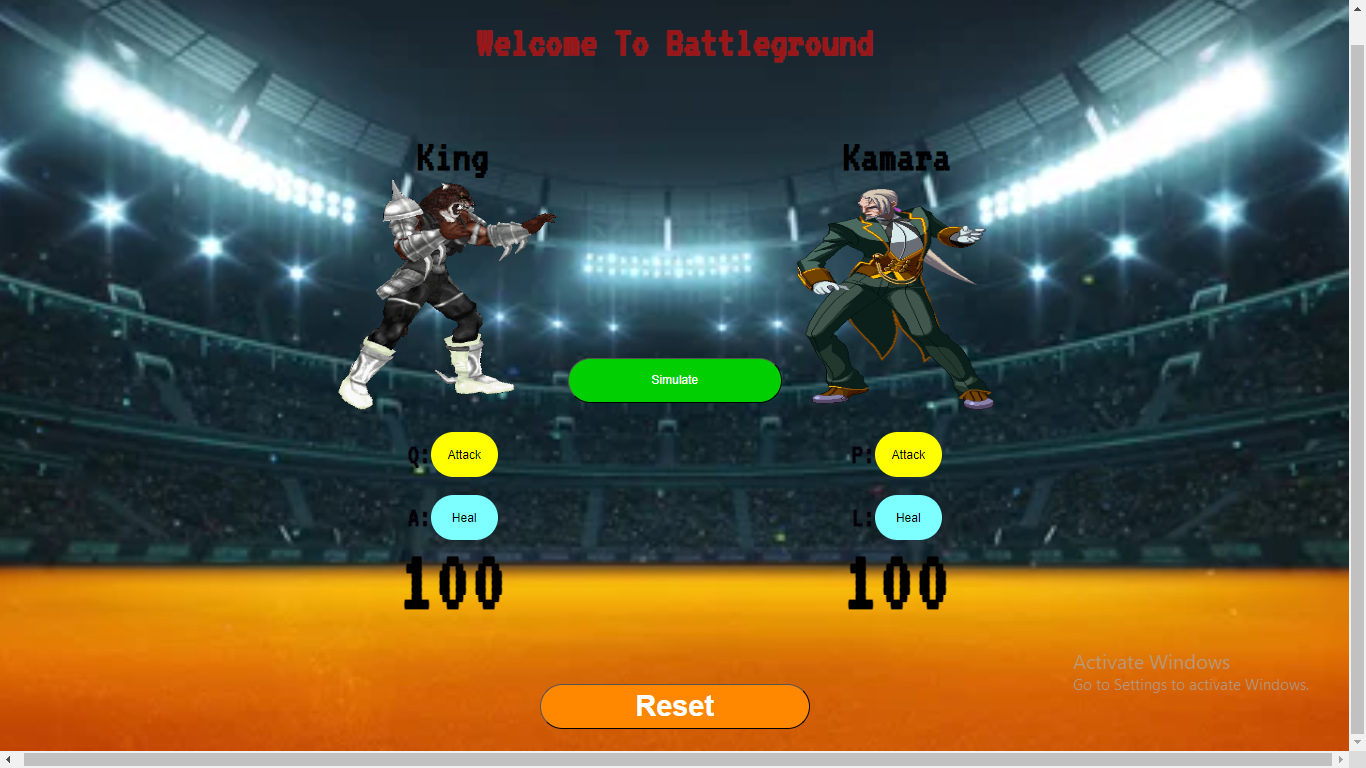 Welcome To Battleground
King
Kamara
Simulate
Q: Attack
P: Attack
A: Heal
L: Heal
100
100
Activate Windows
Go to Settings to activate Windows.
Reset